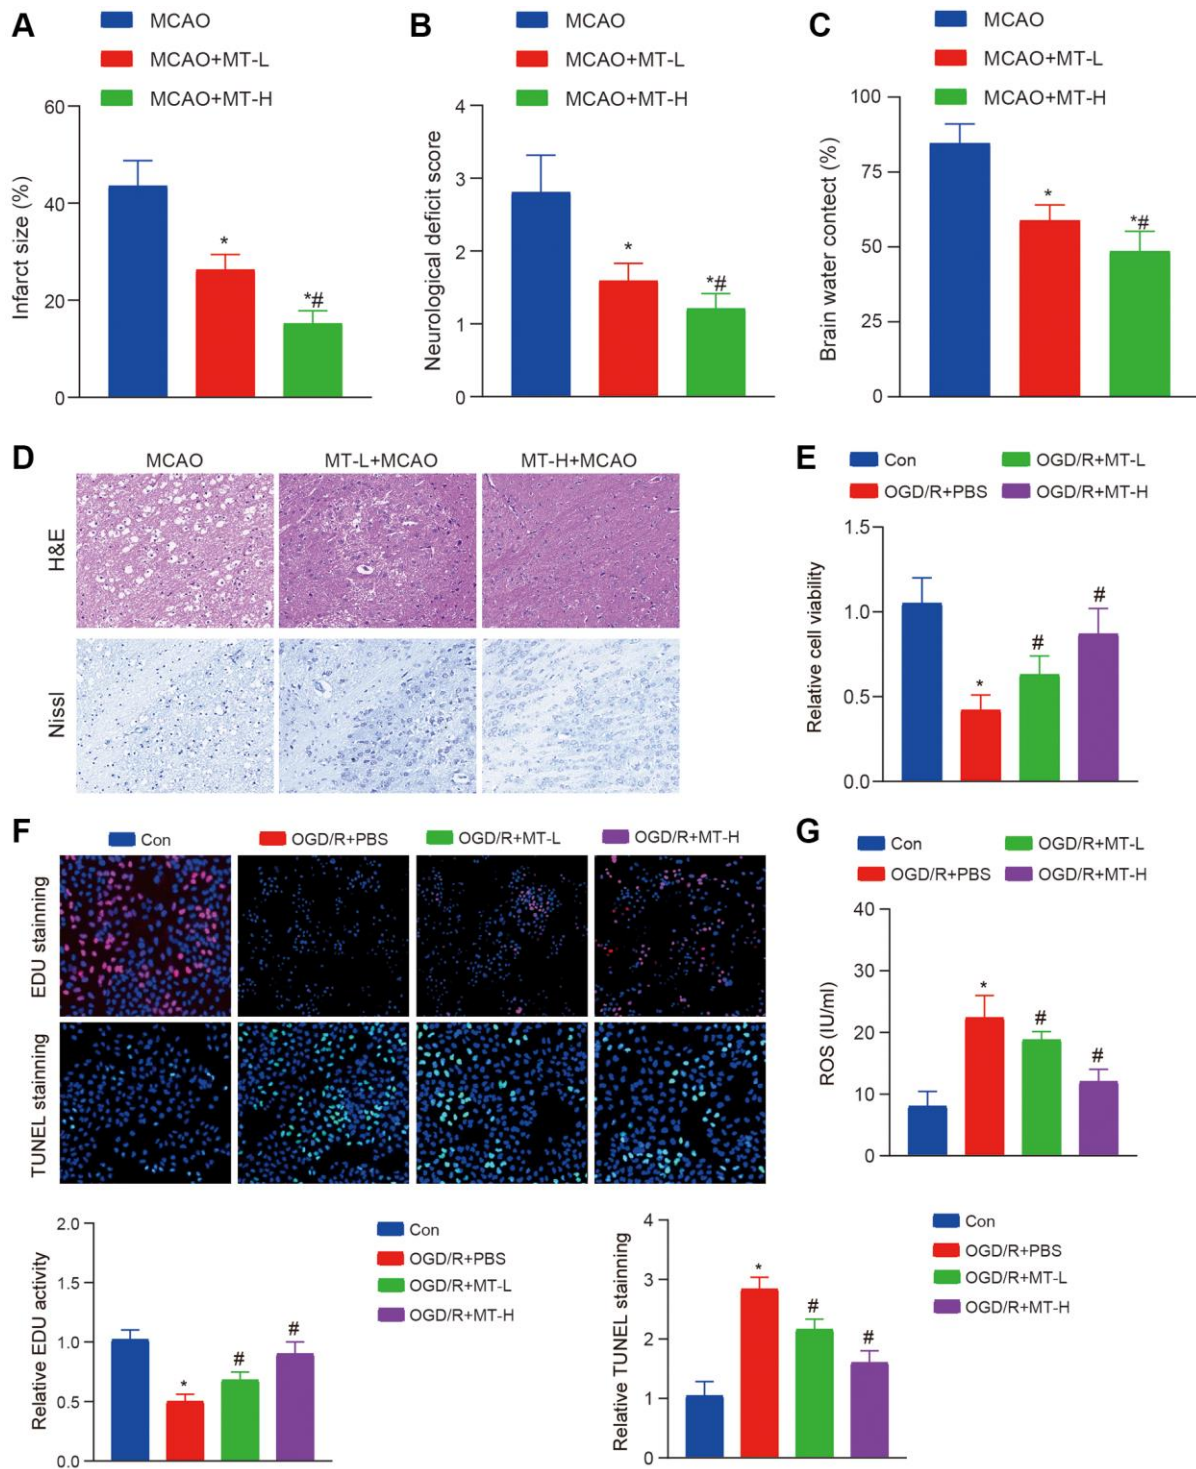 A
MCAO
MCAO+MT-L
MCAO+MT-H
Infarct size (%)
60
40
20
0
*
*#
B
MCAO
MCAO+MT-L
MCAO+MT-H
Neurological deficit score
4
3
2
1
0
*
*#
C
MCAO
MCAO+MT-L
MCAO+MT-H
Brain water contect (%)
100
75
50
25
0
*
*#
D
MCAO
MT-L+MCAO
MT-H+MCAO
H&E
Nissl
E
Con
OGD/R+MT-L
OGD/R+PBS
OGD/R+MT-H
Relative cell viability
1.5
1.0
0.5
0.0
*
#
#
F
Con
OGD/R+PBS
OGD/R+MT-L
OGD/R+MT-H
EDU stainning
TUNEL stainning
G
Con
OGD/R+MT-L
OGD/R+PBS
OGD/R+MT-H
ROS (IU/ml)
40
30
20
10
0
*
#
#
Relative EDU activity
2.0
1.5
1.0
0.5
0.0
*
#
#
Con
OGD/R+PBS
OGD/R+MT-L
OGD/R+MT-H
Relative TUNEL stainning
4
3
2
1
0
*
#
#
Con
OGD/R+PBS
OGD/R+MT-L
OGD/R+MT-H